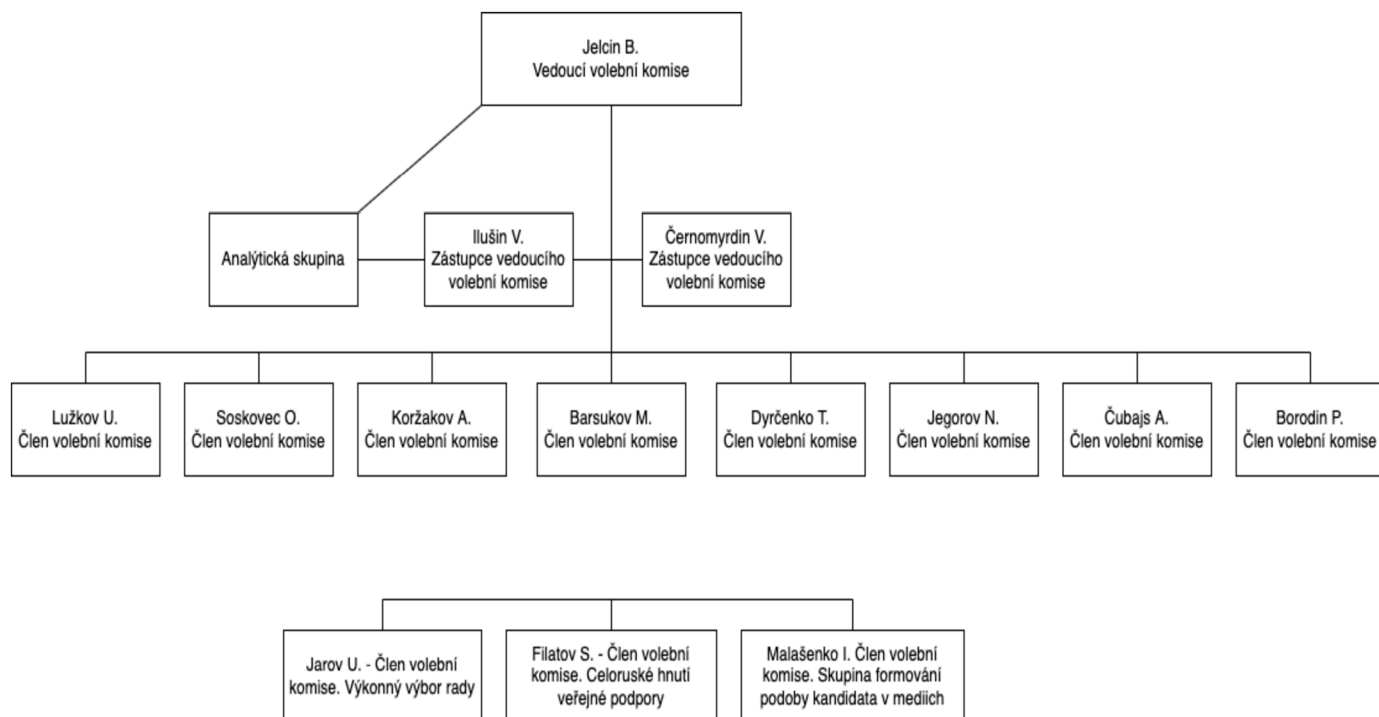 Jelcin B.
Vedoucí volební komise
Analýtická skupina
Ilušin V.
Zástupce vedoucího
volební komise
Černomyrdin V.
Zástupce vedoucího
volební komise
Lužkov U.
Člen volební komise
Soskovec O.
Člen volební komise
Koržakov A.
Člen volební komise
Barsukov M.
Člen volební komise
Dyrčenko T.
Člen volební komise
Jegorov N.
Člen volební komise
Čubajs A.
Člen volební komise
Borodin P.
Člen volební komise
Jarov U. - Člen volební
komise. Výkonný výbor rady
Filatov S. - Člen volební
komise. Celoruské hnutí
veřejné podpory
Malašenko I. Člen volební
komise. Skupina formování
podoby kandidata v mediich